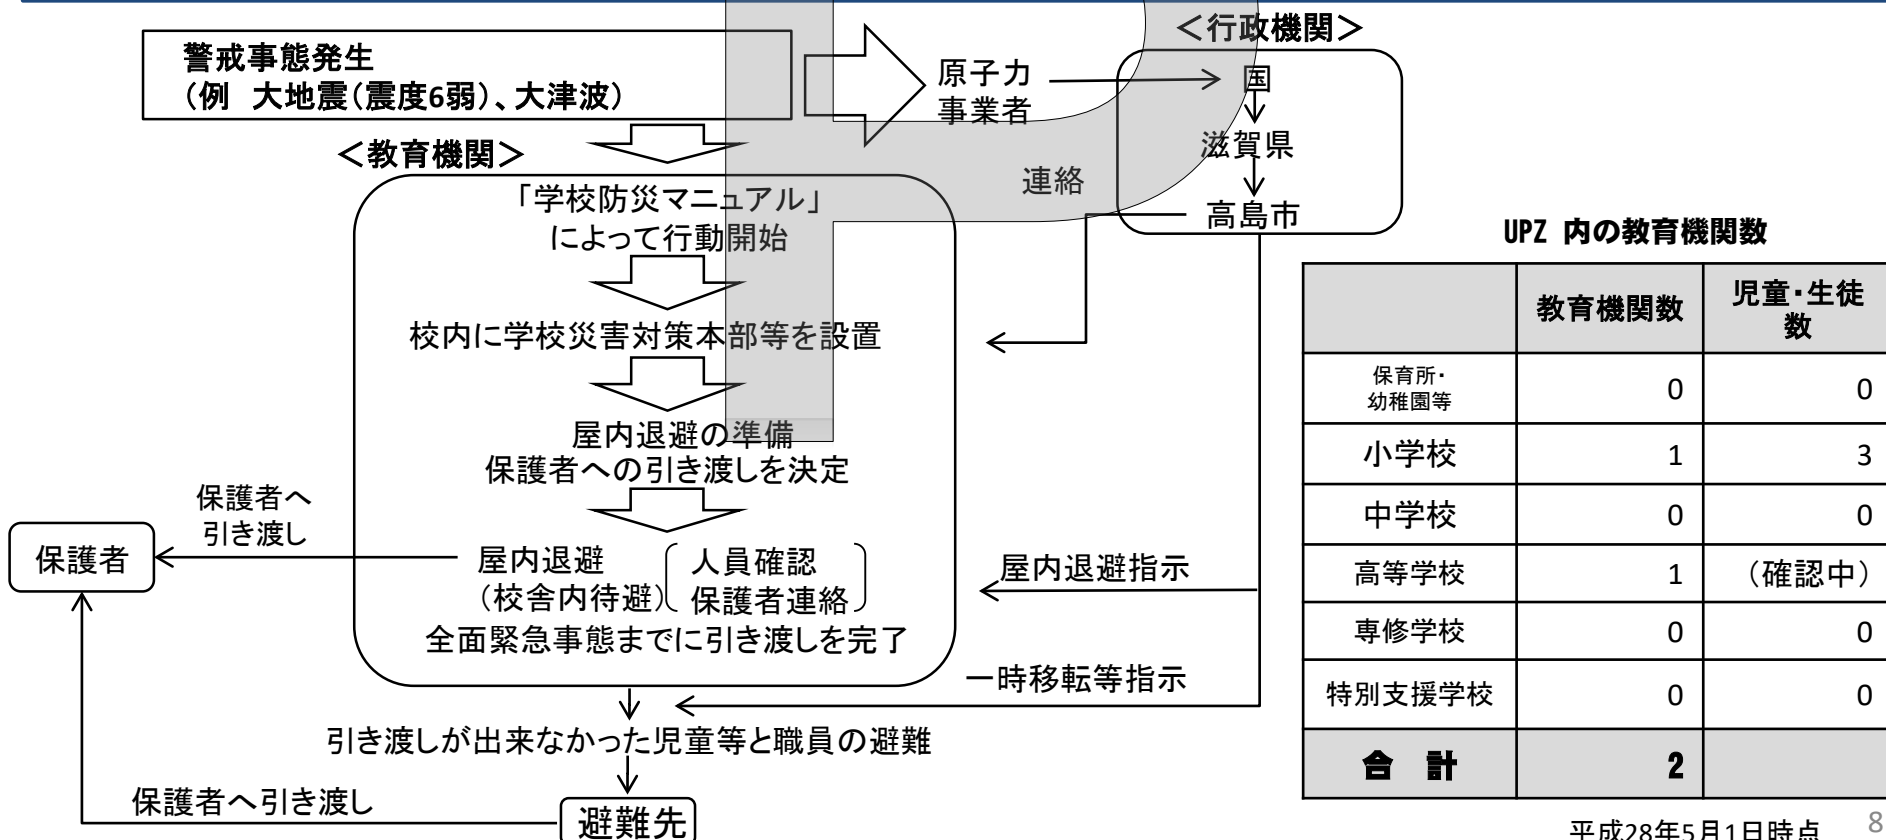 警戒事態発生
（例　大地震（震度6弱）、大津波）
原子力
事業者
＜行政機関＞
国
滋賀県
高島市
連絡
＜教育機関＞
「学校防災マニュアル」
によって行動開始
校内に学校災害対策本部等を設置
屋内退避の準備
保護者への引き渡しを決定
屋内退避
（校舎内待避）
人員確認
保護者連絡
全面緊急事態までに引き渡しを完了
保護者へ
引き渡し
保護者
屋内退避指示
一時移転等指示
引き渡しが出来なかった児童等と職員の避難
保護者へ引き渡し
避難先
UPZ 内の教育機関数
教育機関数 児童・生徒
数
保育所・
幼稚園等 0 0
小学校 1 3
中学校 0 0
高等学校 1 （確認中）
専修学校 0 0
特別支援学校 0 0
合　計 2
平成28年5月1日時点
8